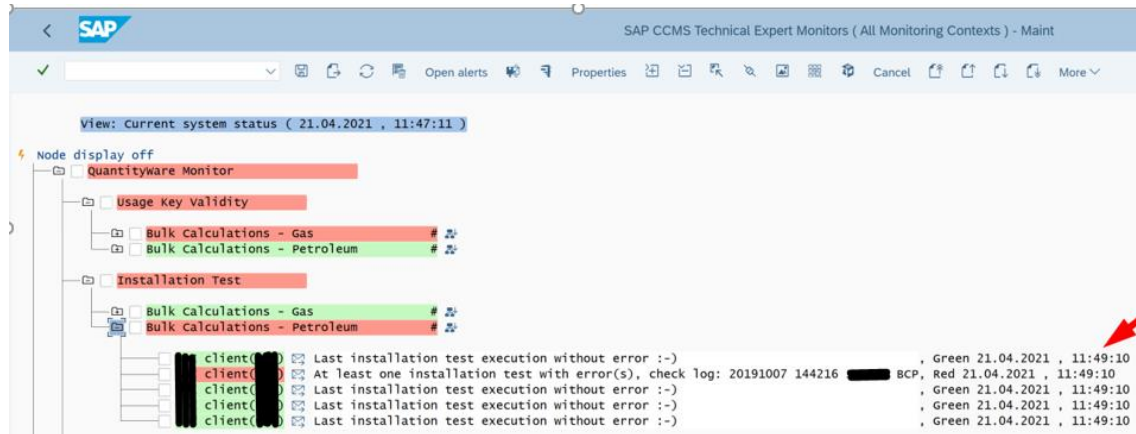 SAP
SAP CCMS Technical Expert Monitors ( All Monitoring Contexts ) - Maint
Open alerts Properties Cancel More
View: Current system status ( 21.04.2021 , 11:47:11 )
Node display off
QuantityWare Monitor
Usage Key Validity
Bulk Calculations - Gas #
Bulk Calculations - Petroleum #
Installation Test
Bulk Calculations - Gas #
Bulk Calculations - Petroleum #
client( ) Last installation test execution without error :-) , Green 21.04.2021 , 11:49:10
client( ) At least one installation test with error(s), check log: 20191007 144216 BCP, Red 21.04.2021 , 11:49:10
client( Last installation test execution without error :-) , Green 21.04.2021 , 11:49:10
client( Last installation test execution without error :-) , Green 21.04.2021 , 11:49:10
client( ) Last installation test execution without error :-) , Green 21.04.2021 , 11:49:10